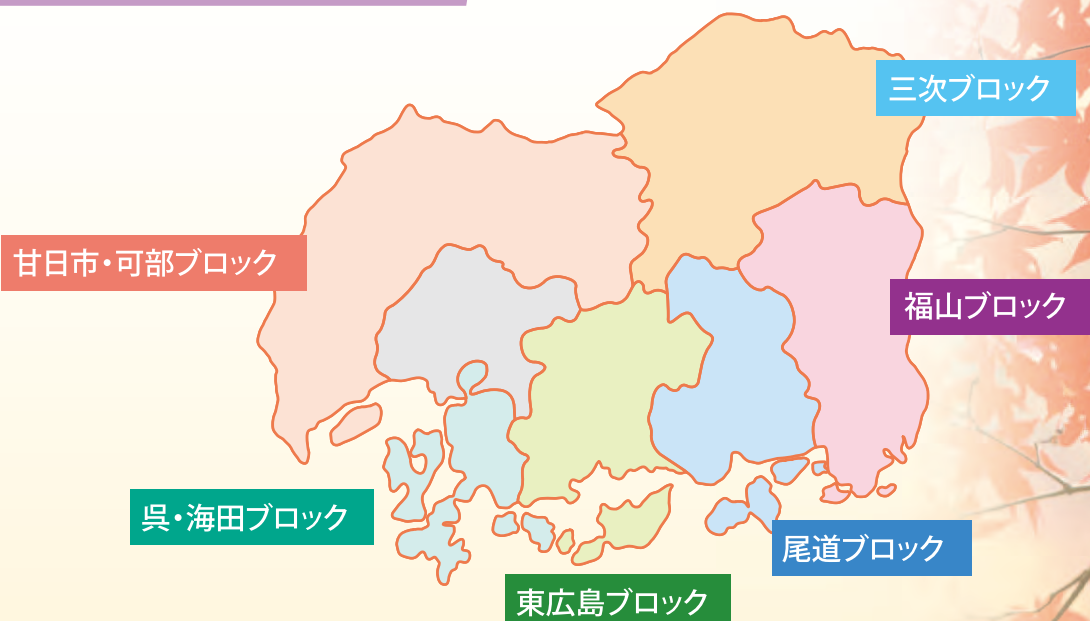 三次ブロック
甘日市・可部ブロック
福山ブロック
呉・海田ブロック
尾道ブロック
東広島ブロック